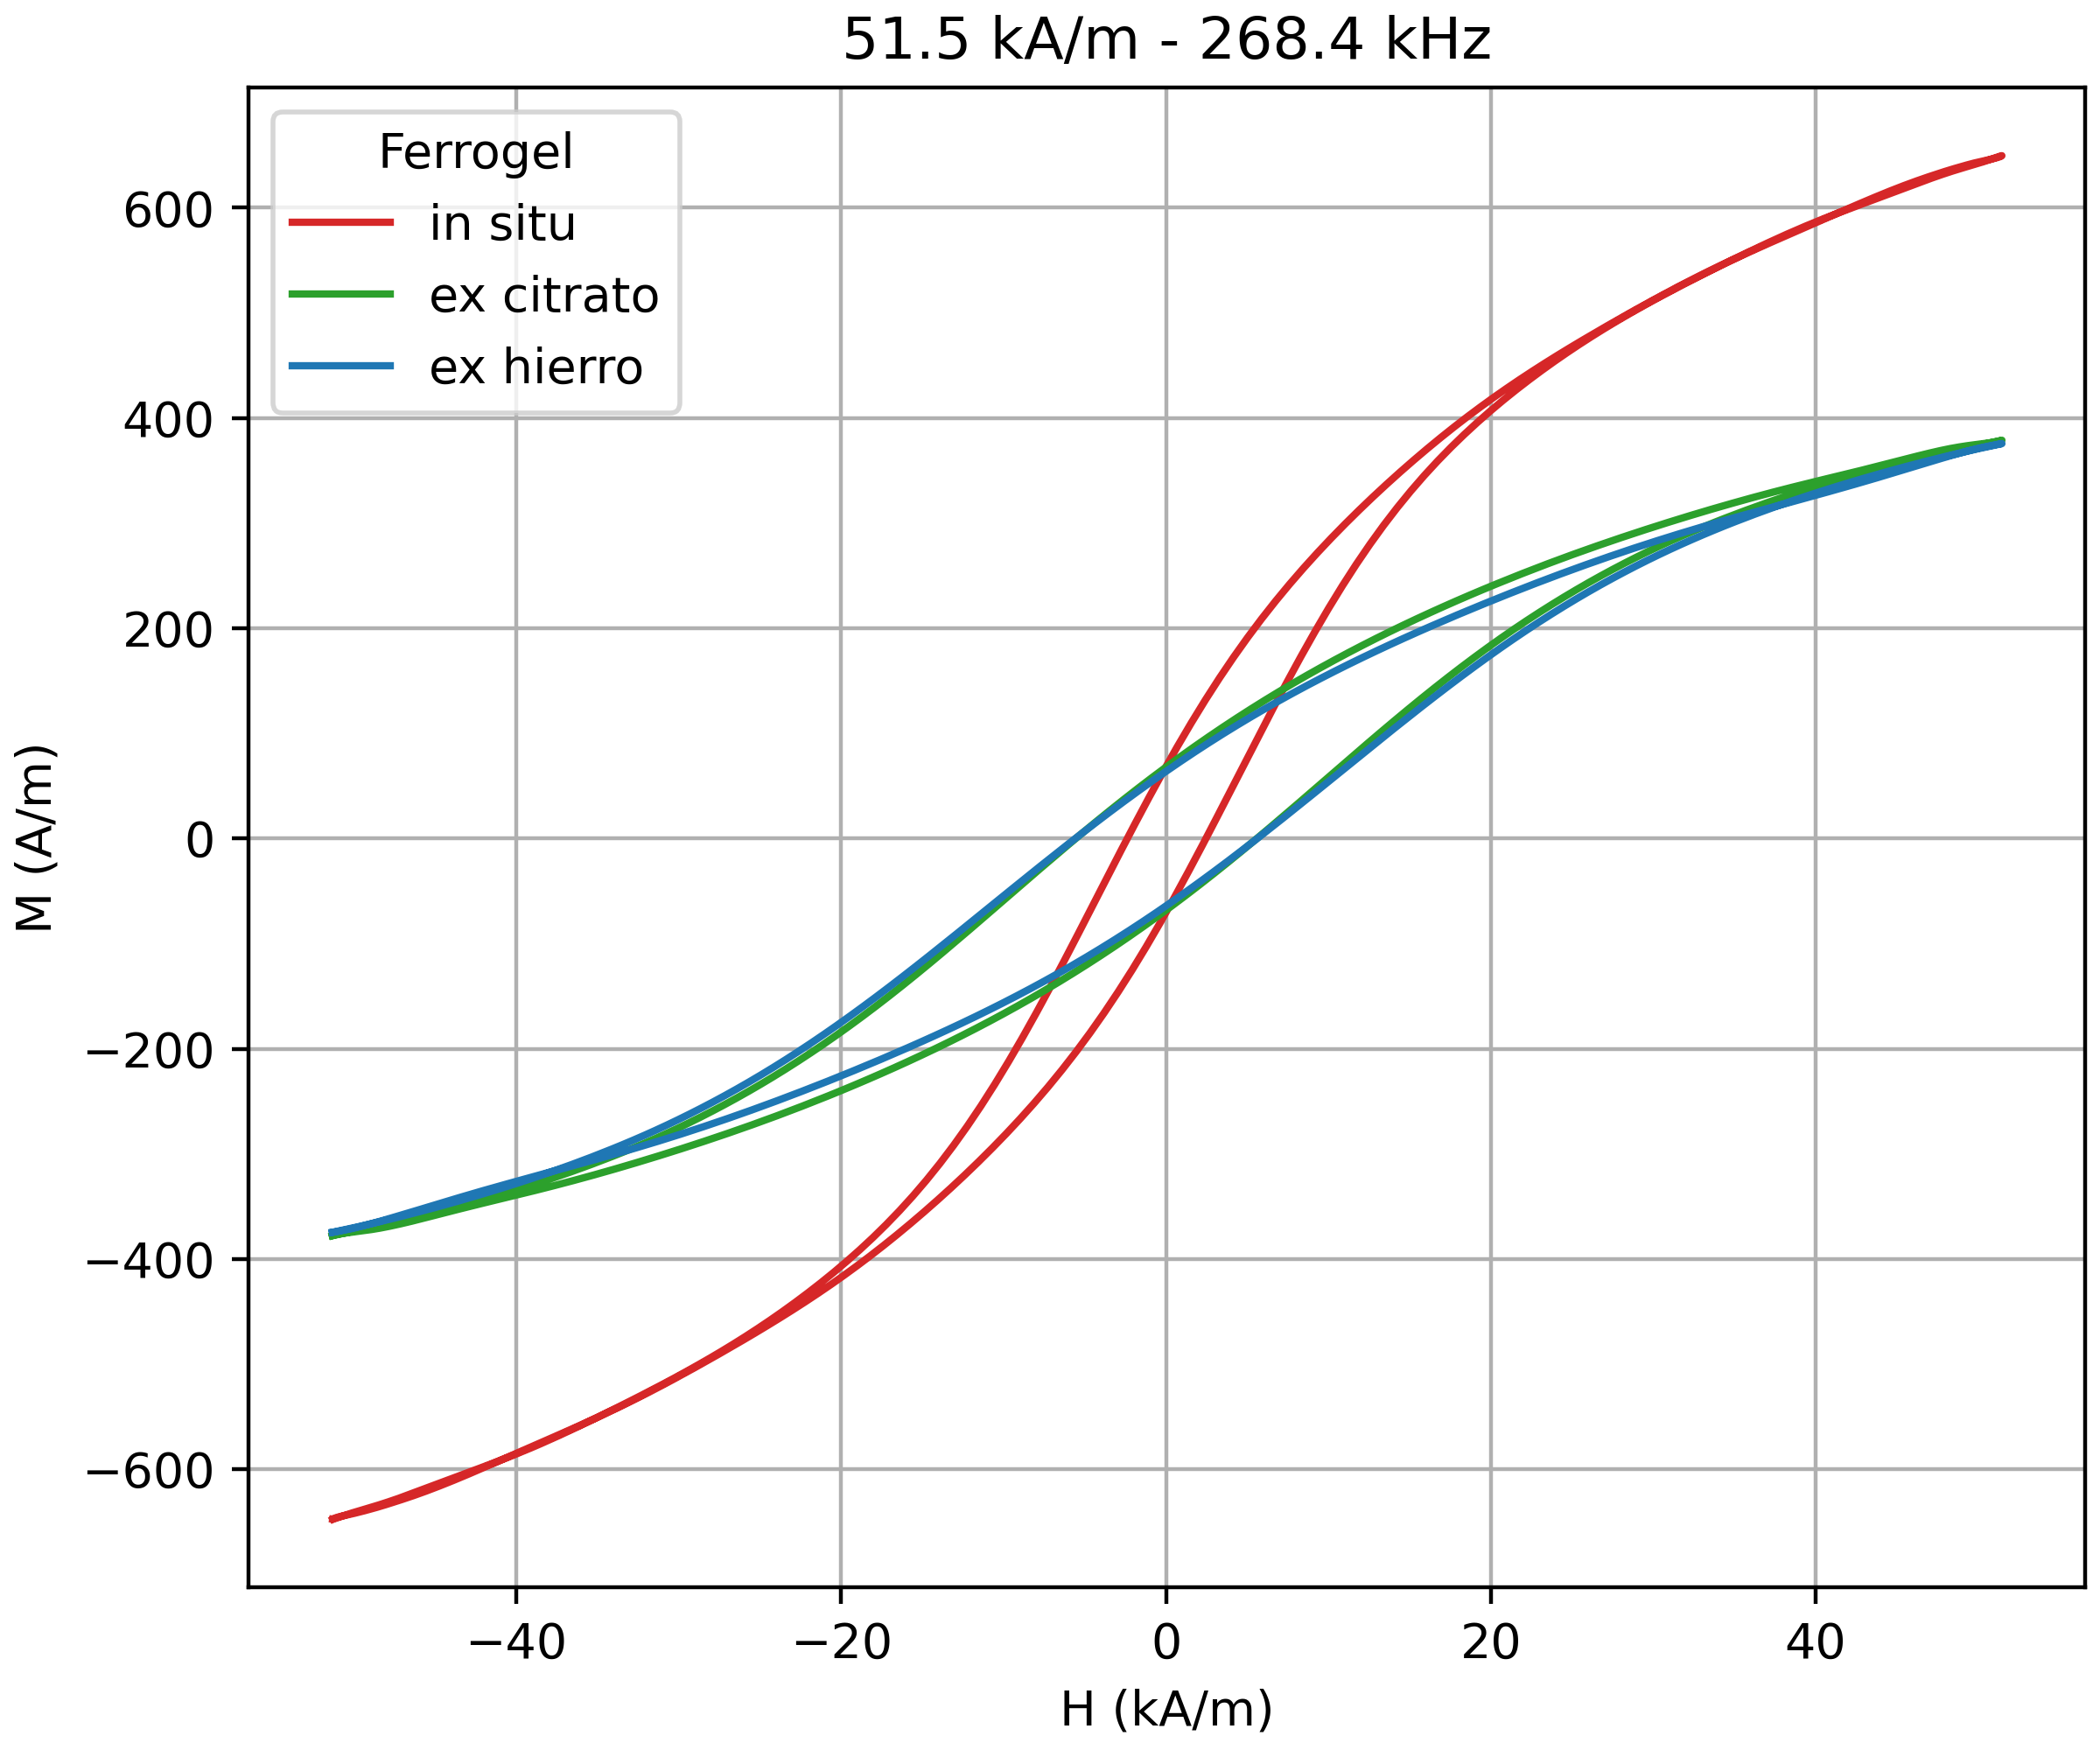 51.5 kA/m - 268.4 kHz
Ferrogel
in situ
ex citrato
ex hierro
M (A/m)
600
400
200
0
−200
−400
−600
−40
−20
0
20
40
H (kA/m)